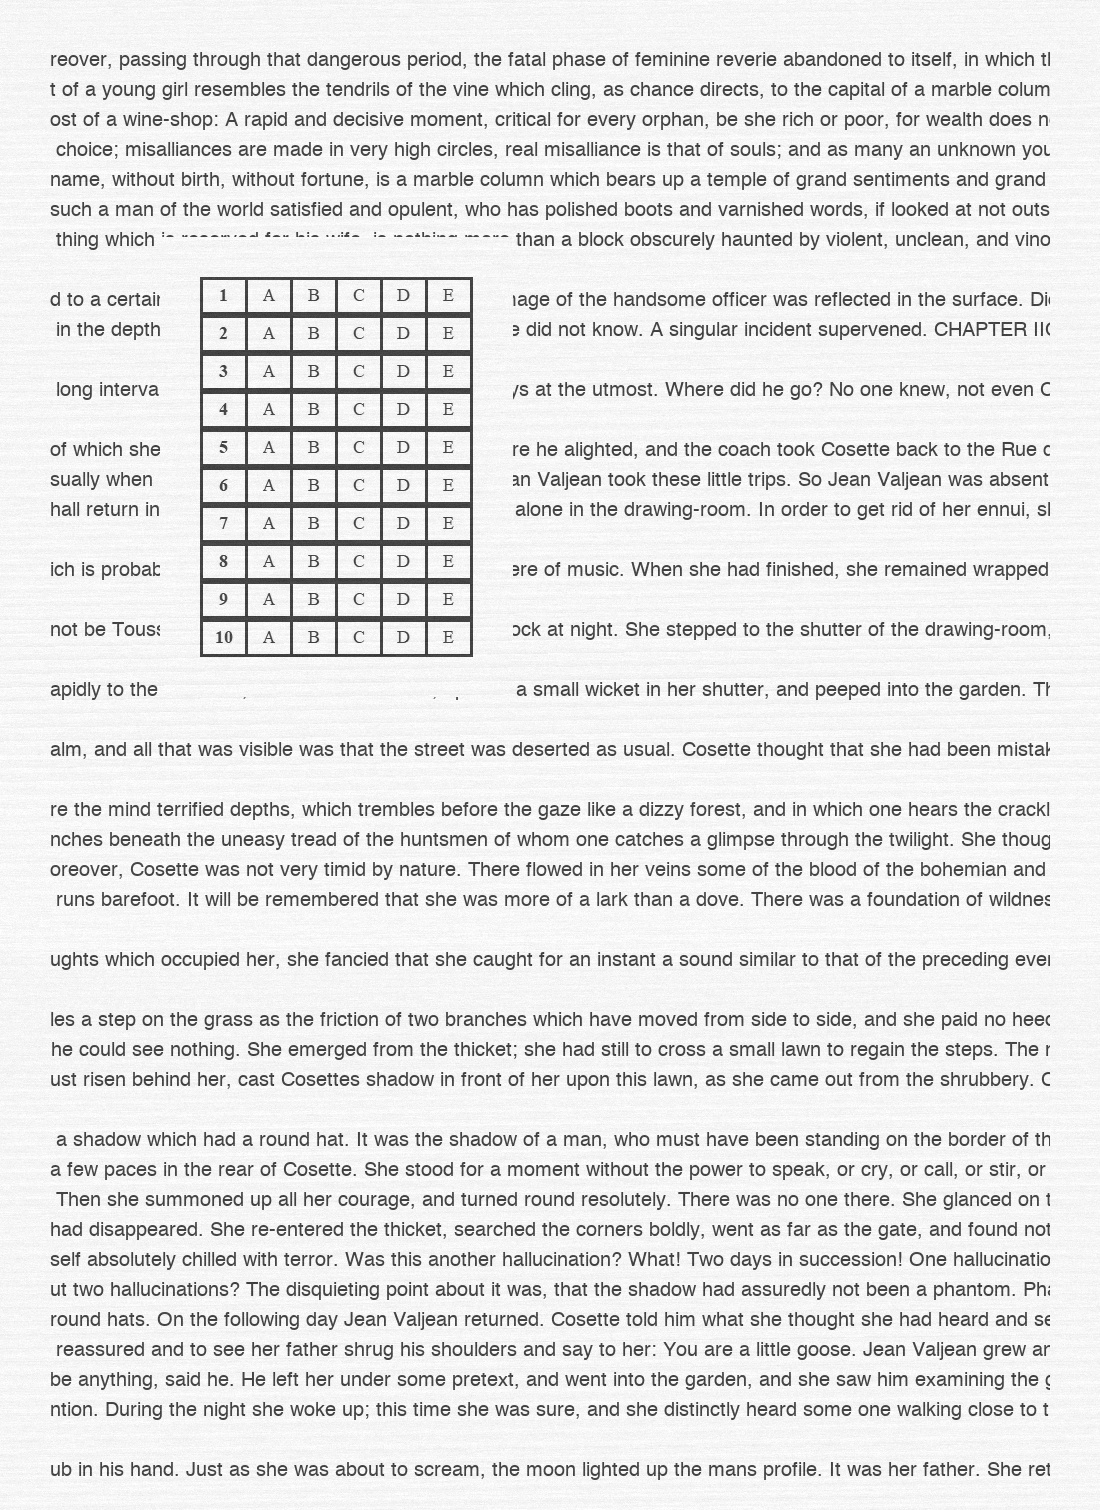 reover, passing through that dangerous period, the fatal phase of feminine reverie abandoned to itself, in which
t of a young girl resembles the tendrils of the vine which cling, as chance directs, to the capital of a marble colum
ost of a wine-shop: A rapid and decisive moment, critical for every orphan, be she rich or poor, for wealth does
choice; misalliances are made in very high circles, real misalliance is that of souls; and as many an unknown you
name, without birth, without fortune, is a marble column which bears up a temple of grand sentiments and grand
such a man of the world satisfied and opulent, who has polished boots and varnished words, if looked at not outs
thing which is reserved for his wife, is nothing more than a block obscurely haunted by violent, unclean, and vino
d to a certain
in the depth
long interva
of which she
sually when
hall return in
ich is probab
not be Touss
apidly to the
1 A B C D E
2 A B C D E
3 A B C D E
4 A B C D E
5 A B C D E
6 A B C D E
7 A B C D E
8 A B C D E
9 A B C D E
10 A B C D E
age of the handsome officer was reflected in the surface. Di
did not know. A singular incident supervened. CHAPTER II
ys at the utmost. Where did he go? No one knew, not even
re he alighted, and the coach took Cosette back to the Rue
an Valjean took these little trips. So Jean Valjean was absent
alone in the drawing-room. In order to get rid of her ennui,
ere of music. When she had finished, she remained wrapped
ock at night. She stepped to the shutter of the drawing-room,
a small wicket in her shutter, and peeped into the garden.
alm, and all that was visible was that the street was deserted as usual. Cosette thought that she had been mistak
re the mind terrified depths, which trembles before the gaze like a dizzy forest, and in which one hears the crackl
nches beneath the uneasy tread of the huntsmen of whom one catches a glimpse through the twilight. She thoug
oreover, Cosette was not very timid by nature. There flowed in her veins some of the blood of the bohemian and
runs barefoot. It will be remembered that she was more of a lark than a dove. There was a foundation of wildnes
ughts which occupied her, she fancied that she caught for an instant a sound similar to that of the preceding even
les a step on the grass as the friction of two branches which have moved from side to side, and she paid no heed
he could see nothing. She emerged from the thicket; she had still to cross a small lawn to regain the steps. The
ust risen behind her, cast Cosettes shadow in front of her upon this lawn, as she came out from the shrubbery.
a shadow which had a round hat. It was the shadow of a man, who must have been standing on the border of th
a few paces in the rear of Cosette. She stood for a moment without the power to speak, or cry, or call, or stir, or
Then she summoned up all her courage, and turned round resolutely. There was no one there. She glanced on
had disappeared. She re-entered the thicket, searched the corners boldly, went as far as the gate, and found not
self absolutely chilled with terror. Was this another hallucination? What! Two days in succession! One hallucinatio
ut two hallucinations? The disquieting point about it was, that the shadow had assuredly not been a phantom. Pha
round hats. On the following day Jean Valjean returned. Cosette told him what she thought she had heard and se
reassured and to see her father shrug his shoulders and say to her: You are a little goose. Jean Valjean grew an
be anything, said he. He left her under some pretext, and went into the garden, and she saw him examining the
ntion. During the night she woke up; this time she was sure, and she distinctly heard some one walking close to
ub in his hand. Just as she was about to scream, the moon lighted up the mans profile. It was her father. She ret